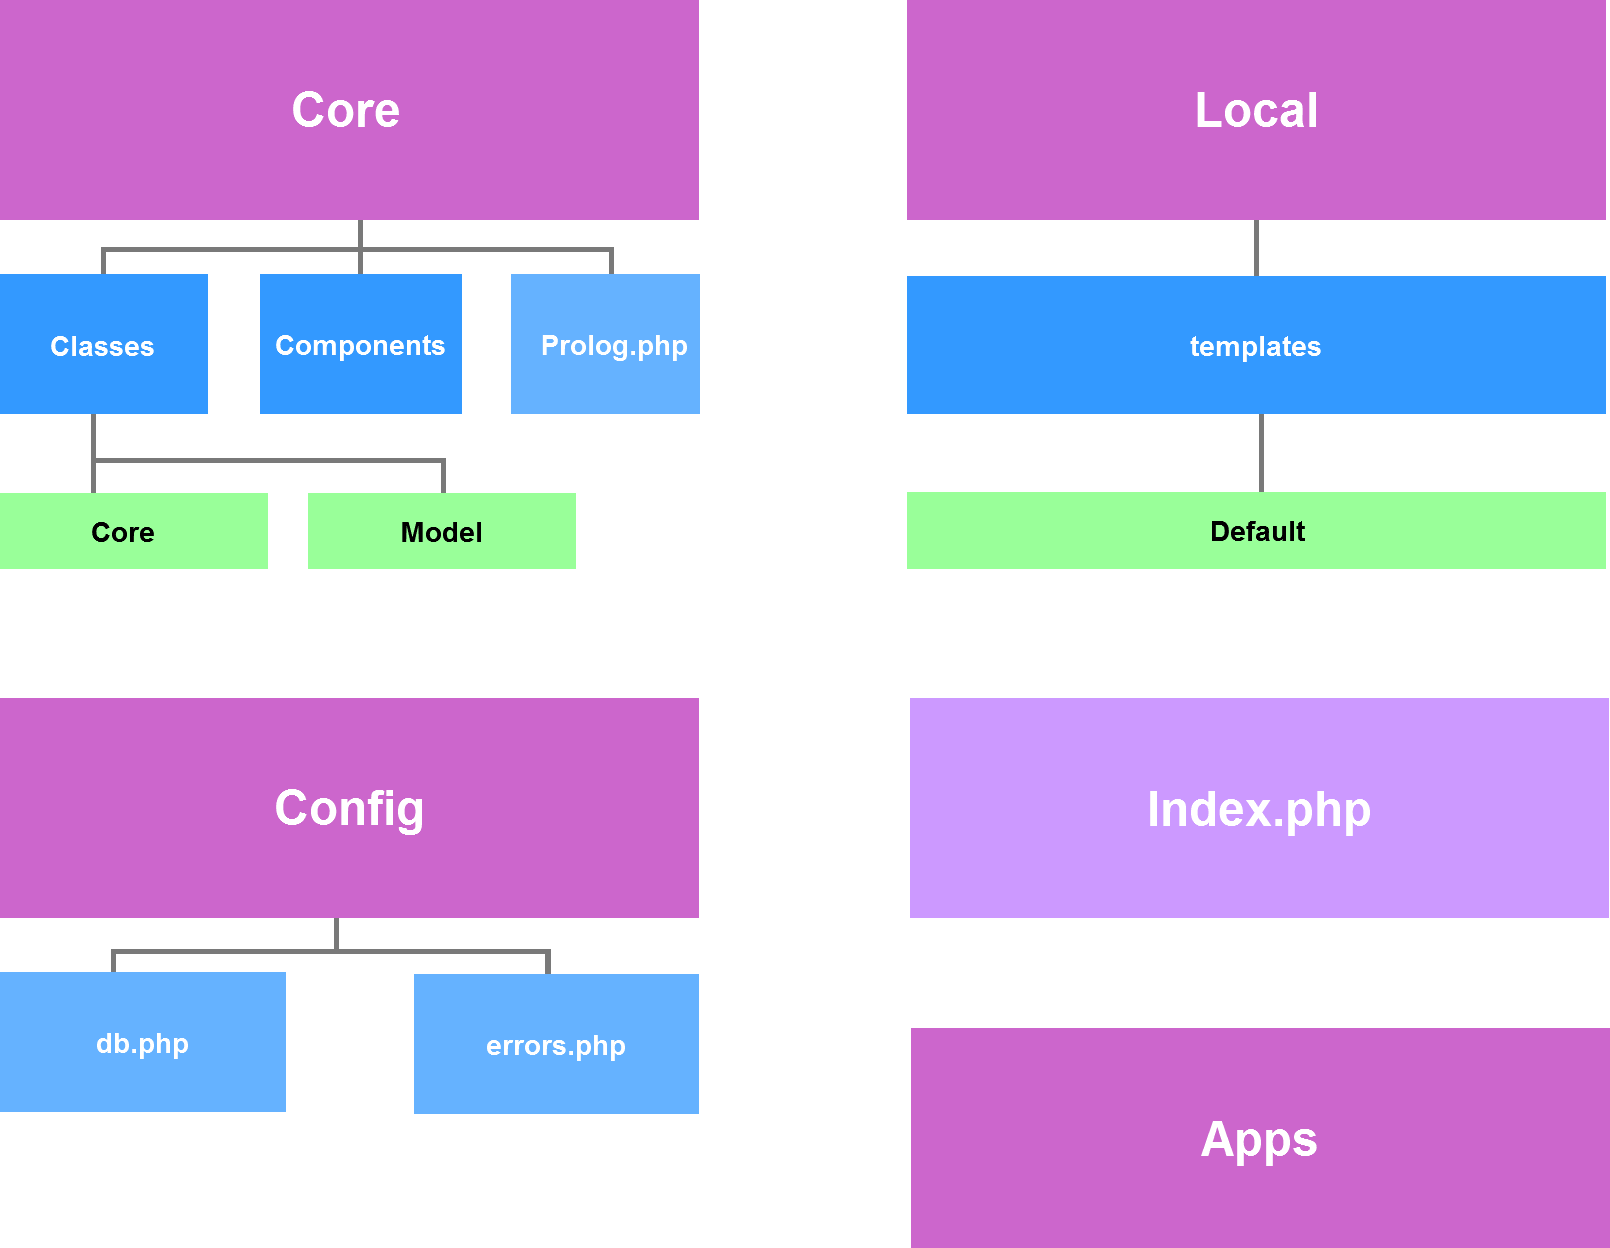 Core
Local
Classes
Components
Prolog.php
templates
Core
Model
Default
Config
Index.php
db.php
errors.php
Apps